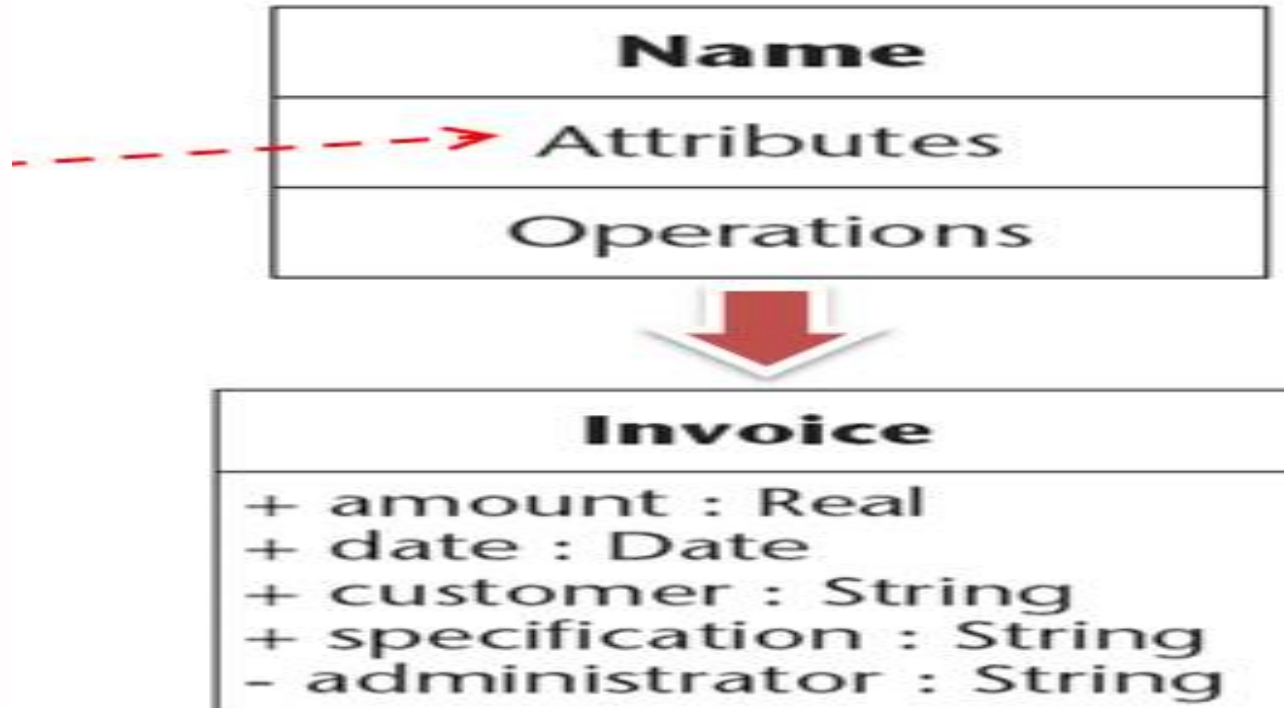 Name
Attributes
Operations
Invoice
+ amount : Real
+ date : Date
+ customer : String
+ specification : String
- administrator : String